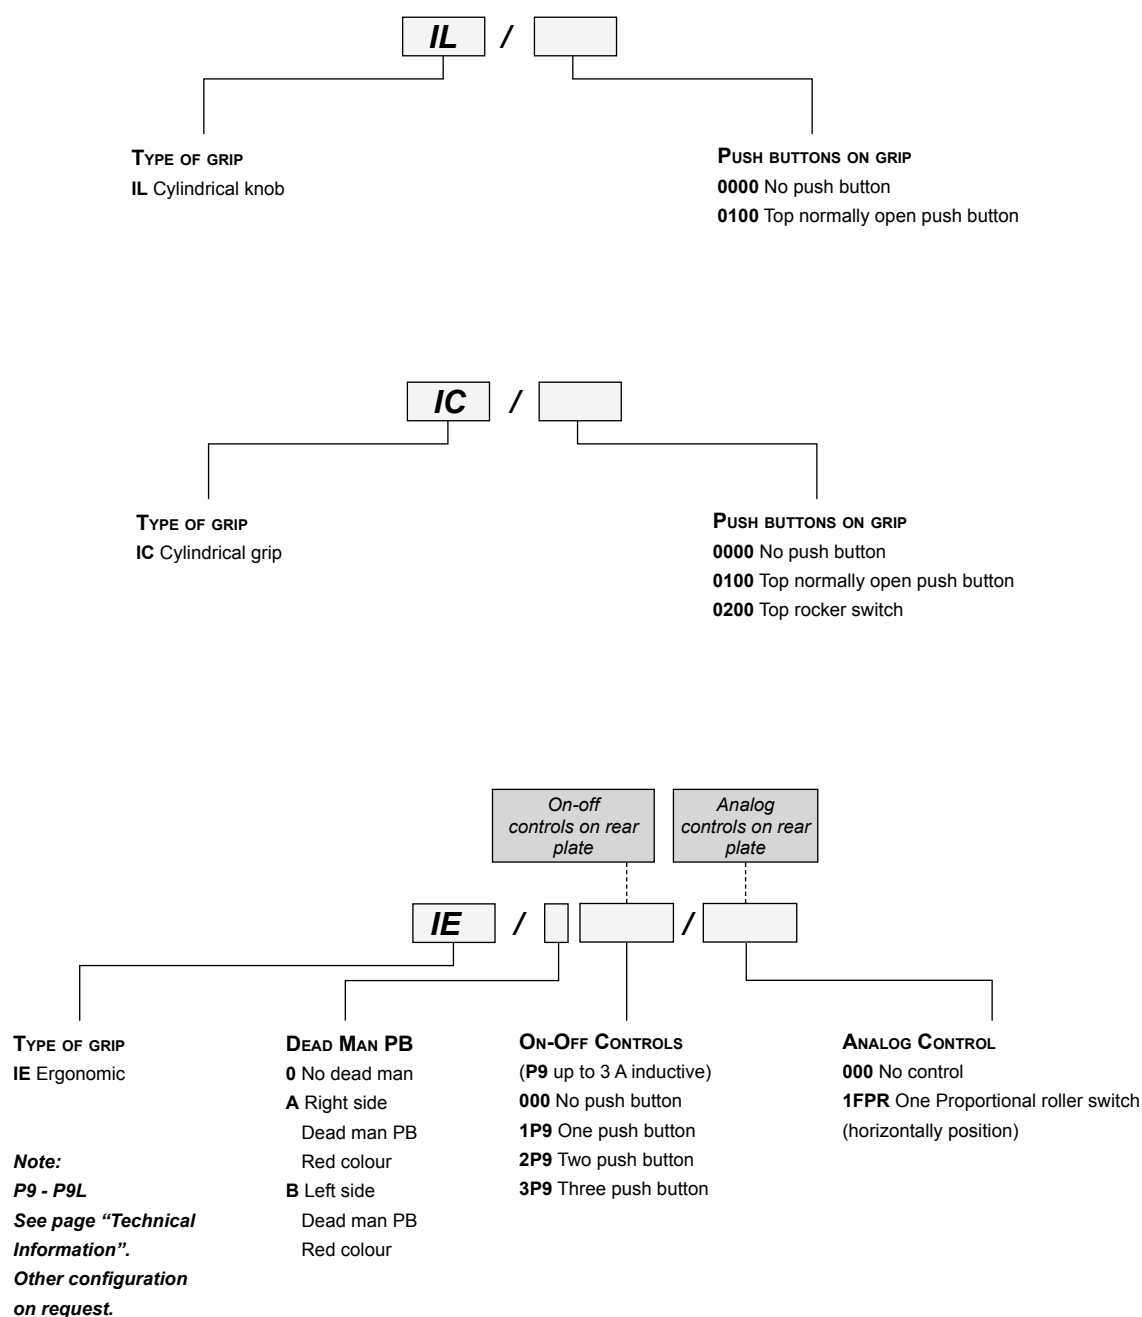 IL /
TYPE OF GRIP
IL Cylindrical knob
PUSH BUTTONS ON GRIP
0000 No push button
0100 Top normally open push button
IC /
TYPE OF GRIP
IC Cylindrical grip
PUSH BUTTONS ON GRIP
0000 No push button
0100 Top normally open push button
0200 Top rocker switch
On-off
controls on rear
plate
Analog
controls on rear
plate
IE / /
TYPE OF GRIP
IE Ergonomic
Note:
P9 - P9L
See page “Technical
Information”.
Other configuration
on request.
DEAD MAN PB
0 No dead man
A Right side
Dead man PB
Red colour
B Left side
Dead man PB
Red colour
ON-OFF CONTROLS
(P9 up to 3 A inductive)
000 No push button
1P9 One push button
2P9 Two push button
3P9 Three push button
ANALOG CONTROL
000 No control
1FPR One Proportional roller switch
(horizontally position)